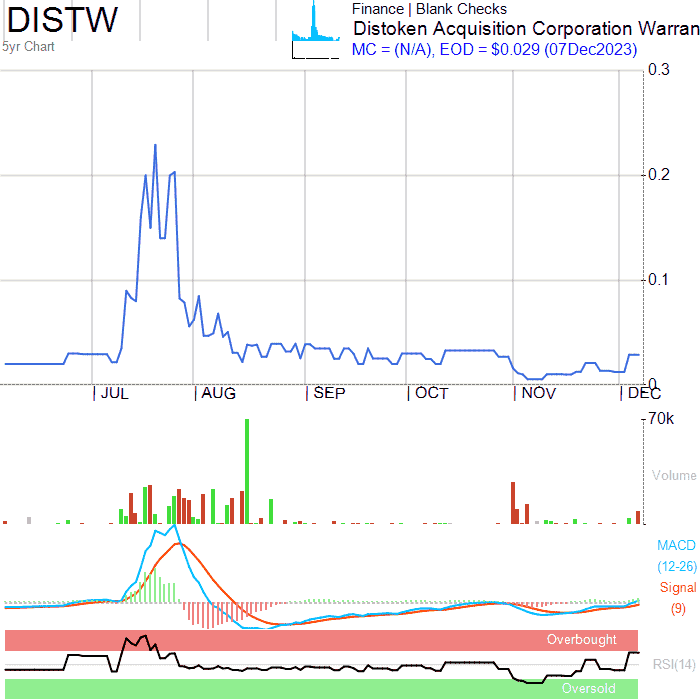 DISTW
5yr Chart
Finance | Blank Checks
Distoken Acquisition Corporation Warran
MC = (N/A), EOD = $0.029 (07Dec2023)
0.3
0.2
0.1
0
JUL AUG SEP OCT NOV DEC
70k
Volume
MACD
(12-26)
Signal
(9)
Overbought
RSI(14)
Oversold